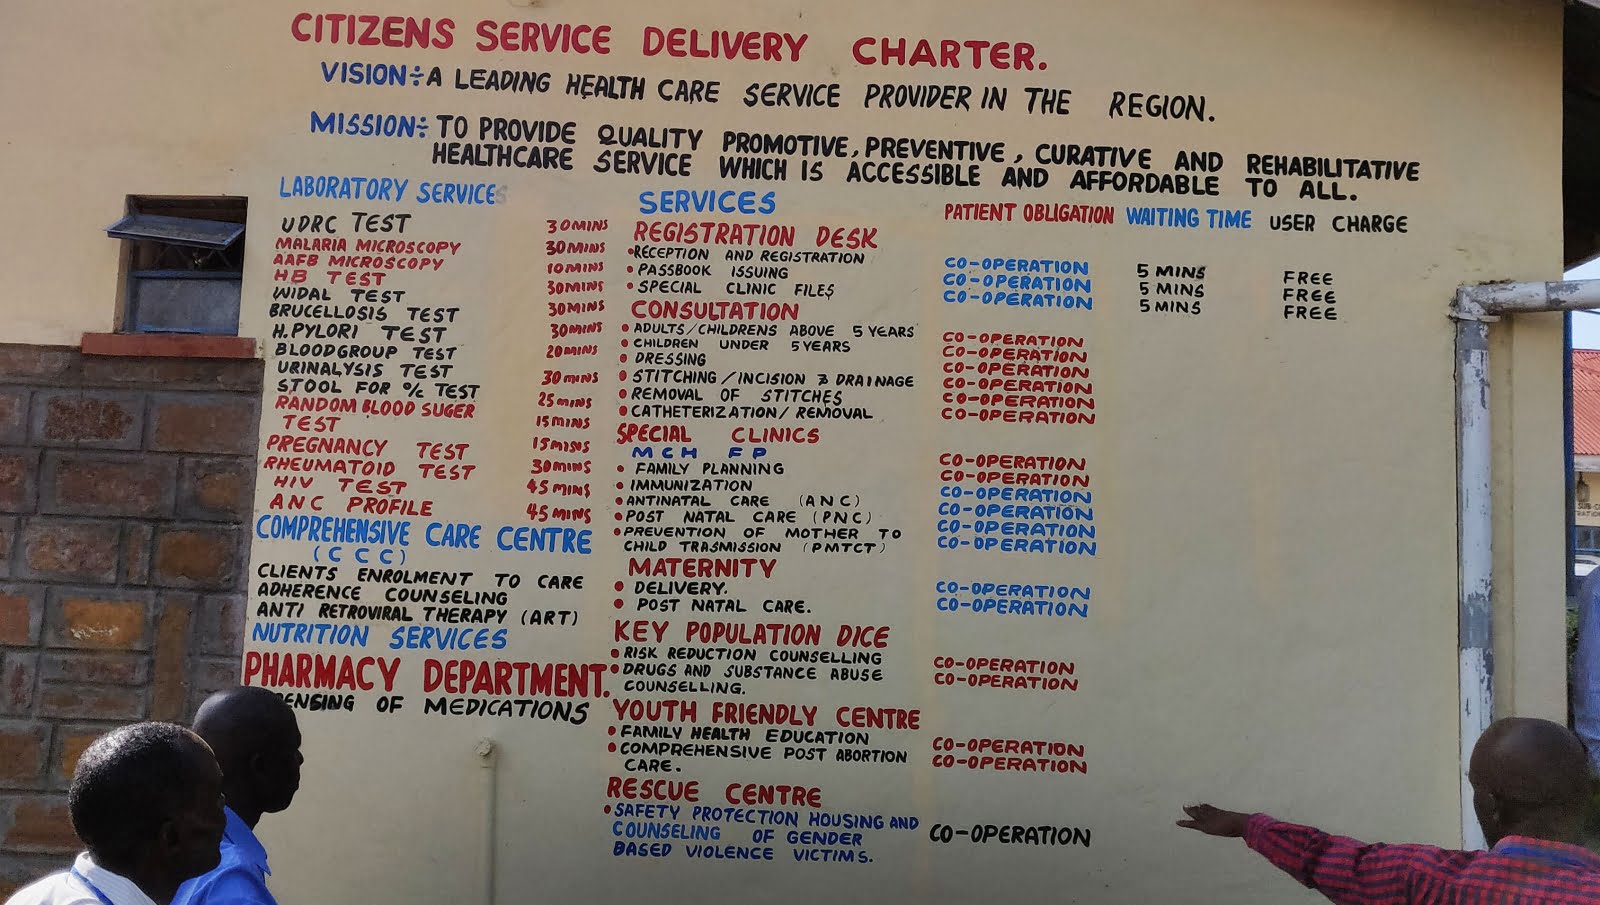 CITIZENS SERVICE DELIVERY CHARTER.
VISION÷ A LEADING HEALTH CARE SERVICE PROVIDER IN THE REGION.
MISSION÷ TO PROVIDE QUALITY PROMOTIVE, PREVENTIVE, CURATIVE AND REHABILITATIVE
HEALTHCARE SERVICE WHICH IS ACCESSIBLE AND AFFORDABLE TO ALL.
LABORATORY SERVICES
UDRC TEST 30MINS
MALARIA MICROSCOPY 30MINS
AAFB MICROSCOPY 10MINS
HB TEST 30MINS
WIDAL TEST 30MINS
BRUCELLOSIS TEST 30MINS
H.PYLORI TEST 20MINS
BLOODGROUP TEST 30MINS
URINALYSIS TEST 25MINS
STOOL FOR O/C TEST 15MINS
RANDOM BLOOD SUGER
TEST 15MINS
PREGNANCY TEST 30MINS
RHEUMATOID TEST 45MINS
HIV TEST 45MINS
ANC PROFILE
COMPREHENSIVE CARE CENTRE
(CCC)
CLIENTS ENROLMENT TO CARE
ADHERENCE COUNSELING
ANTI RETROVIRAL THERAPY (ART)
NUTRITION SERVICES
PHARMACY DEPARTMENT.
ENSING OF MEDICATIONS
SERVICES PATIENT OBLIGATION WAITING TIME USER CHARGE
REGISTRATION DESK
•RECEPTION AND REGISTRATION CO-OPERATION 5 MINS FREE
•PASSBOOK ISSUING CO-OPERATION 5 MINS FREE
•SPECIAL CLINIC FILES CO-OPERATION 5 MINS FREE
CONSULTATION
•ADULTS/CHILDRENS ABOVE 5 YEARS CO-OPERATION
•CHILDREN UNDER 5YEARS CO-OPERATION
•DRESSING CO-OPERATION
•STITCHING/INCISION & DRAINAGE CO-OPERATION
•REMOVAL OF STITCHES CO-OPERATION
•CATHETERIZATION/REMOVAL CO-OPERATION
SPECIAL CLINICS
MCH FP
•FAMILY PLANNING CO-OPERATION
•IMMUNIZATION CO-OPERATION
•ANTINATAL CARE (ANC) CO-OPERATION
•POST NATAL CARE (PNC) CO-OPERATION
•PREVENTION OF MOTHER TO CO-OPERATION
CHILD TRASMISSION (PMTCT) CO-OPERATION
MATERNITY
•DELIVERY. CO-OPERATION
•POST NATAL CARE. CO-OPERATION
KEY POPULATION DICE
•RISK REDUCTION COUNSELLING CO-OPERATION
•DRUGS AND SUBSTANCE ABUSE CO-OPERATION
COUNSELLING.
YOUTH FRIENDLY CENTRE
•FAMILY HEALTH EDUCATION CO-OPERATION
•COMPREHENSIVE POST ABORTION CO-OPERATION
CARE.
RESCUE CENTRE
•SAFETY PROTECTION HOUSING AND
COUNSELING OF GENDER CO-OPERATION
BASED VIOLENCE VICTIMS.